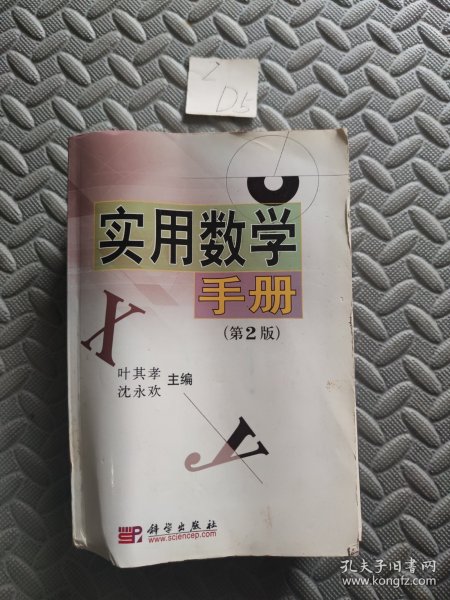 2
D5
实用数学
手册
(第2版)
X
叶其孝
沈永欢
主编
y
科学出版社
www.sciencep.com
孔夫子旧书网
www.kongfz.com